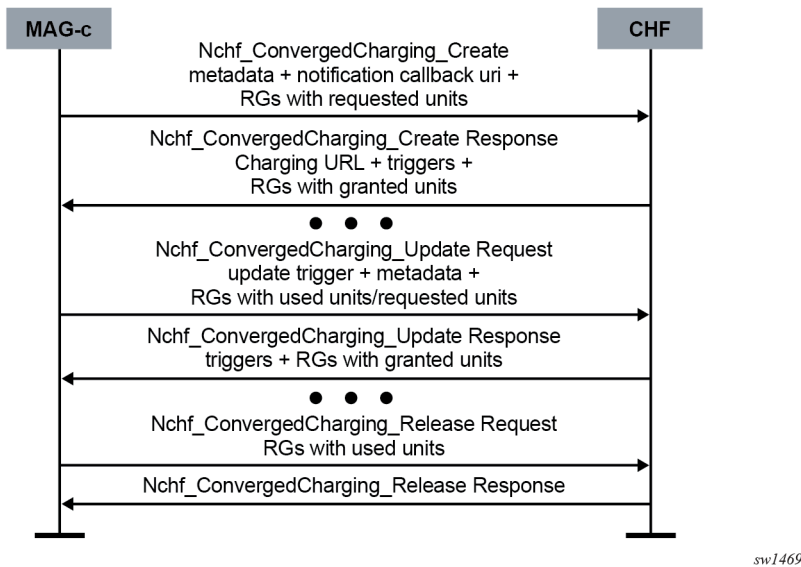 MAG-c
CHF
Nchf_ConvergedCharging_Create
metadata + notification callback uri +
RGs with requested units
Nchf_ConvergedCharging_Create Response
Charging URL + triggers +
RGs with granted units
Nchf_ConvergedCharging_Update Request
update trigger + metadata +
RGs with used units/requested units
Nchf_ConvergedCharging_Update Response
triggers + RGs with granted units
Nchf_ConvergedCharging_Release Request
RGs with used units
Nchf_ConvergedCharging_Release Response
sw1469